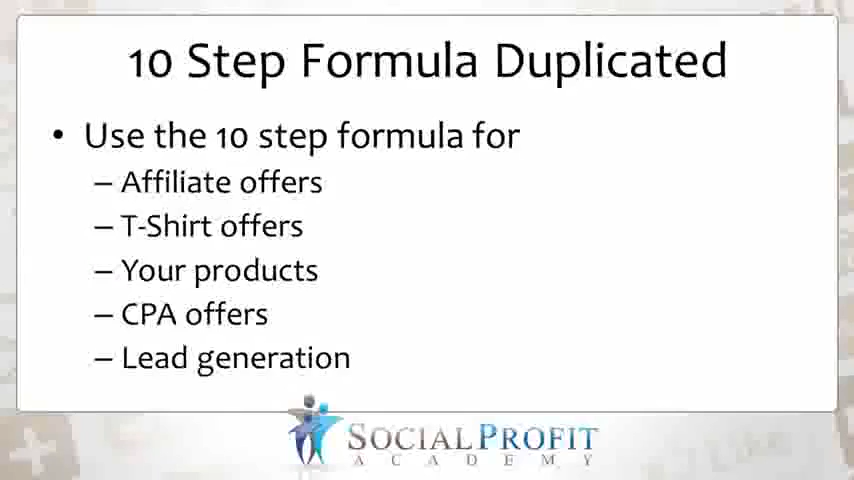 10 Step Formula Duplicated
• Use the 10 step formula for
– Affiliate offers
– T-Shirt offers
– Your products
– CPA offers
– Lead generation
SOCIAL PROFIT
ACADEMY